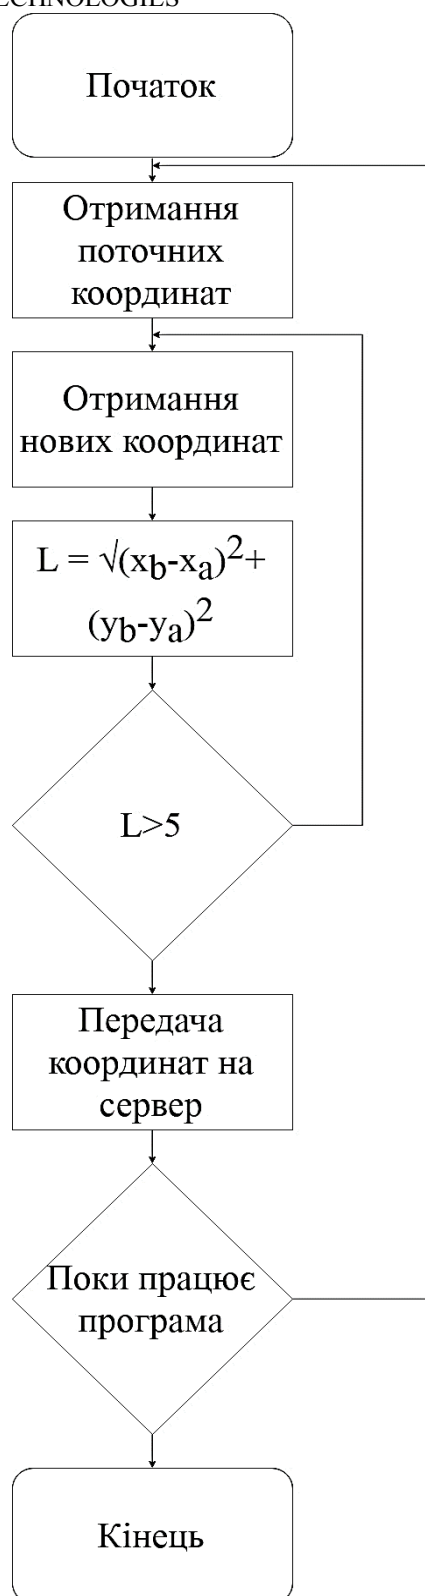 Початок
Отримання
поточних
координат
Отримання
нових координат
L = √(xb-xa)2+
(yb-ya)2
L>5
Передача
координат на
сервер
Поки працює
програма
Кінець